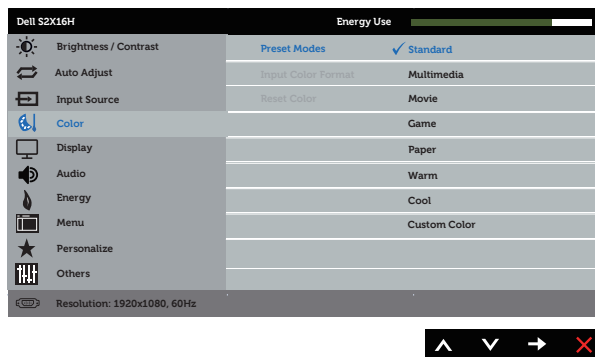 Dell S2X16H Energy Use
Brightness / Contrast Preset Modes Standard
Auto Adjust Input Color Format Multimedia
Input Source Reset Color Movie
Color Game
Display Paper
Audio Warm
Energy Cool
Menu Custom Color
Personalize
Others
Resolution: 1920x1080, 60Hz